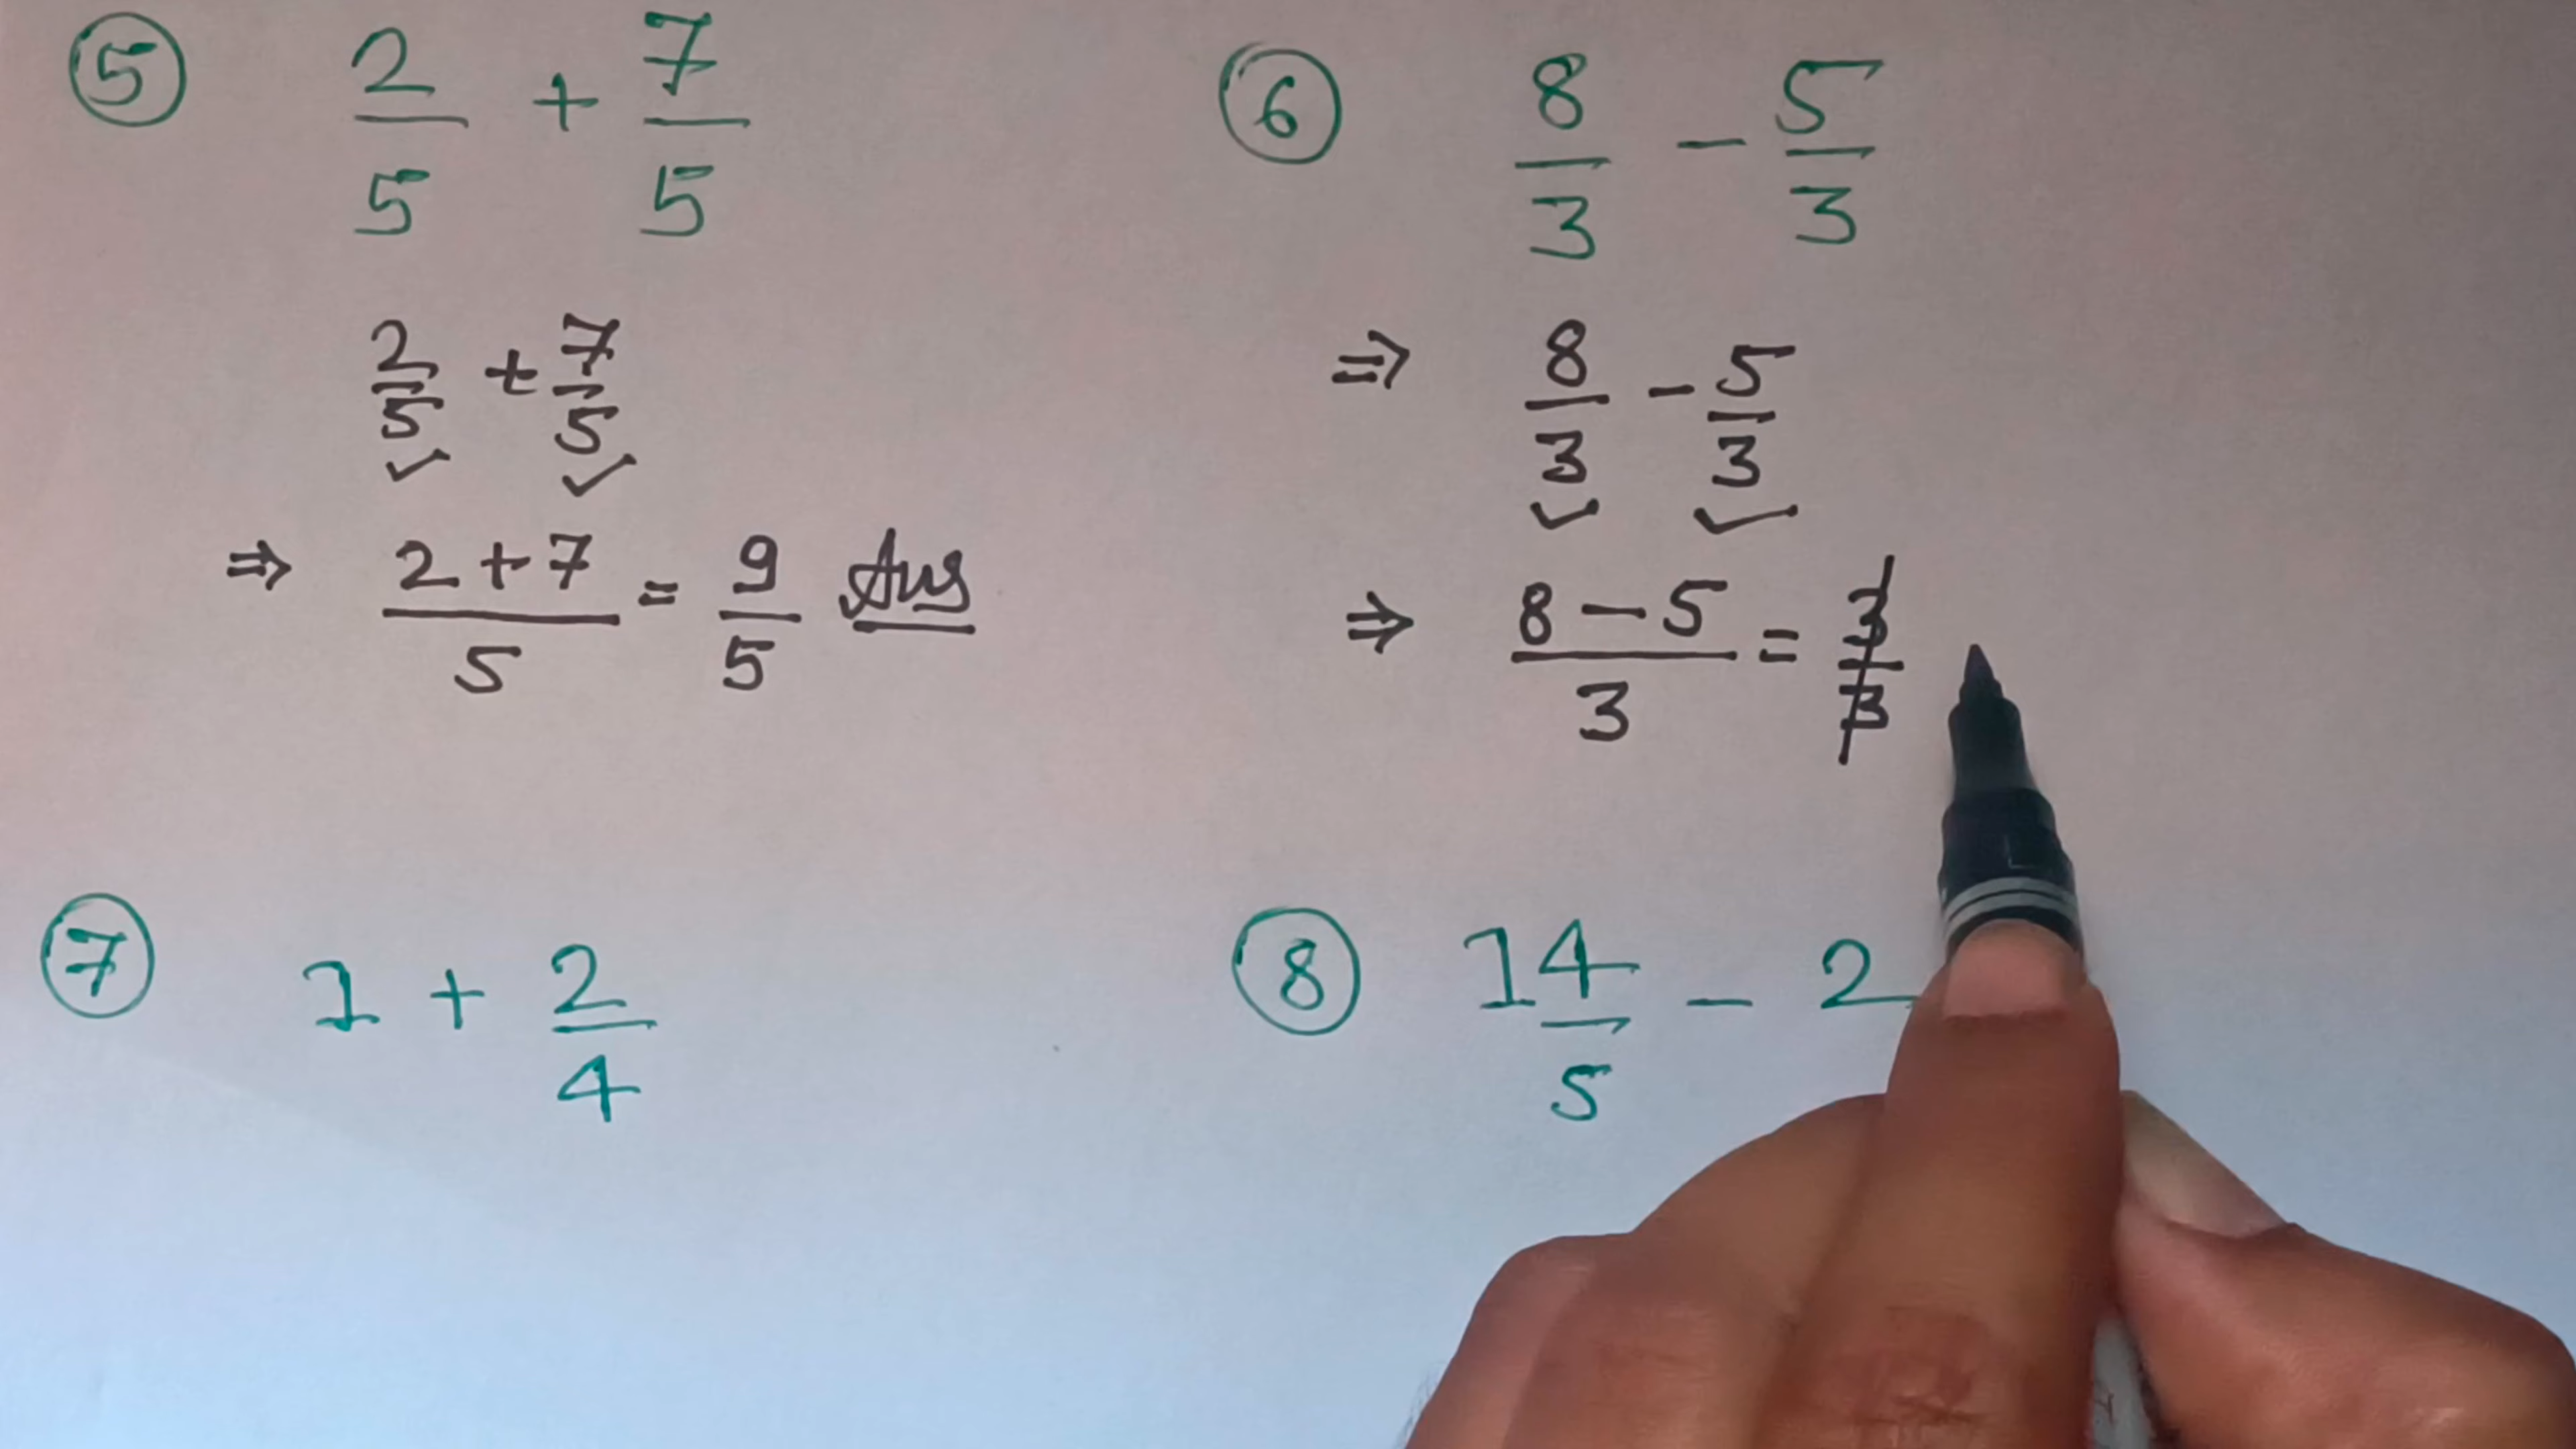 ⑤ 2/5 + 7/5
2/5 + 7/5
⇒ (2+7)/5 = 9/5 Ans
⑥ 8/3 - 5/3
⇒ 8/3 - 5/3
⇒ (8-5)/3 = 3/3
⑦ 1 + 2/4
⑧ 14/5 - 2